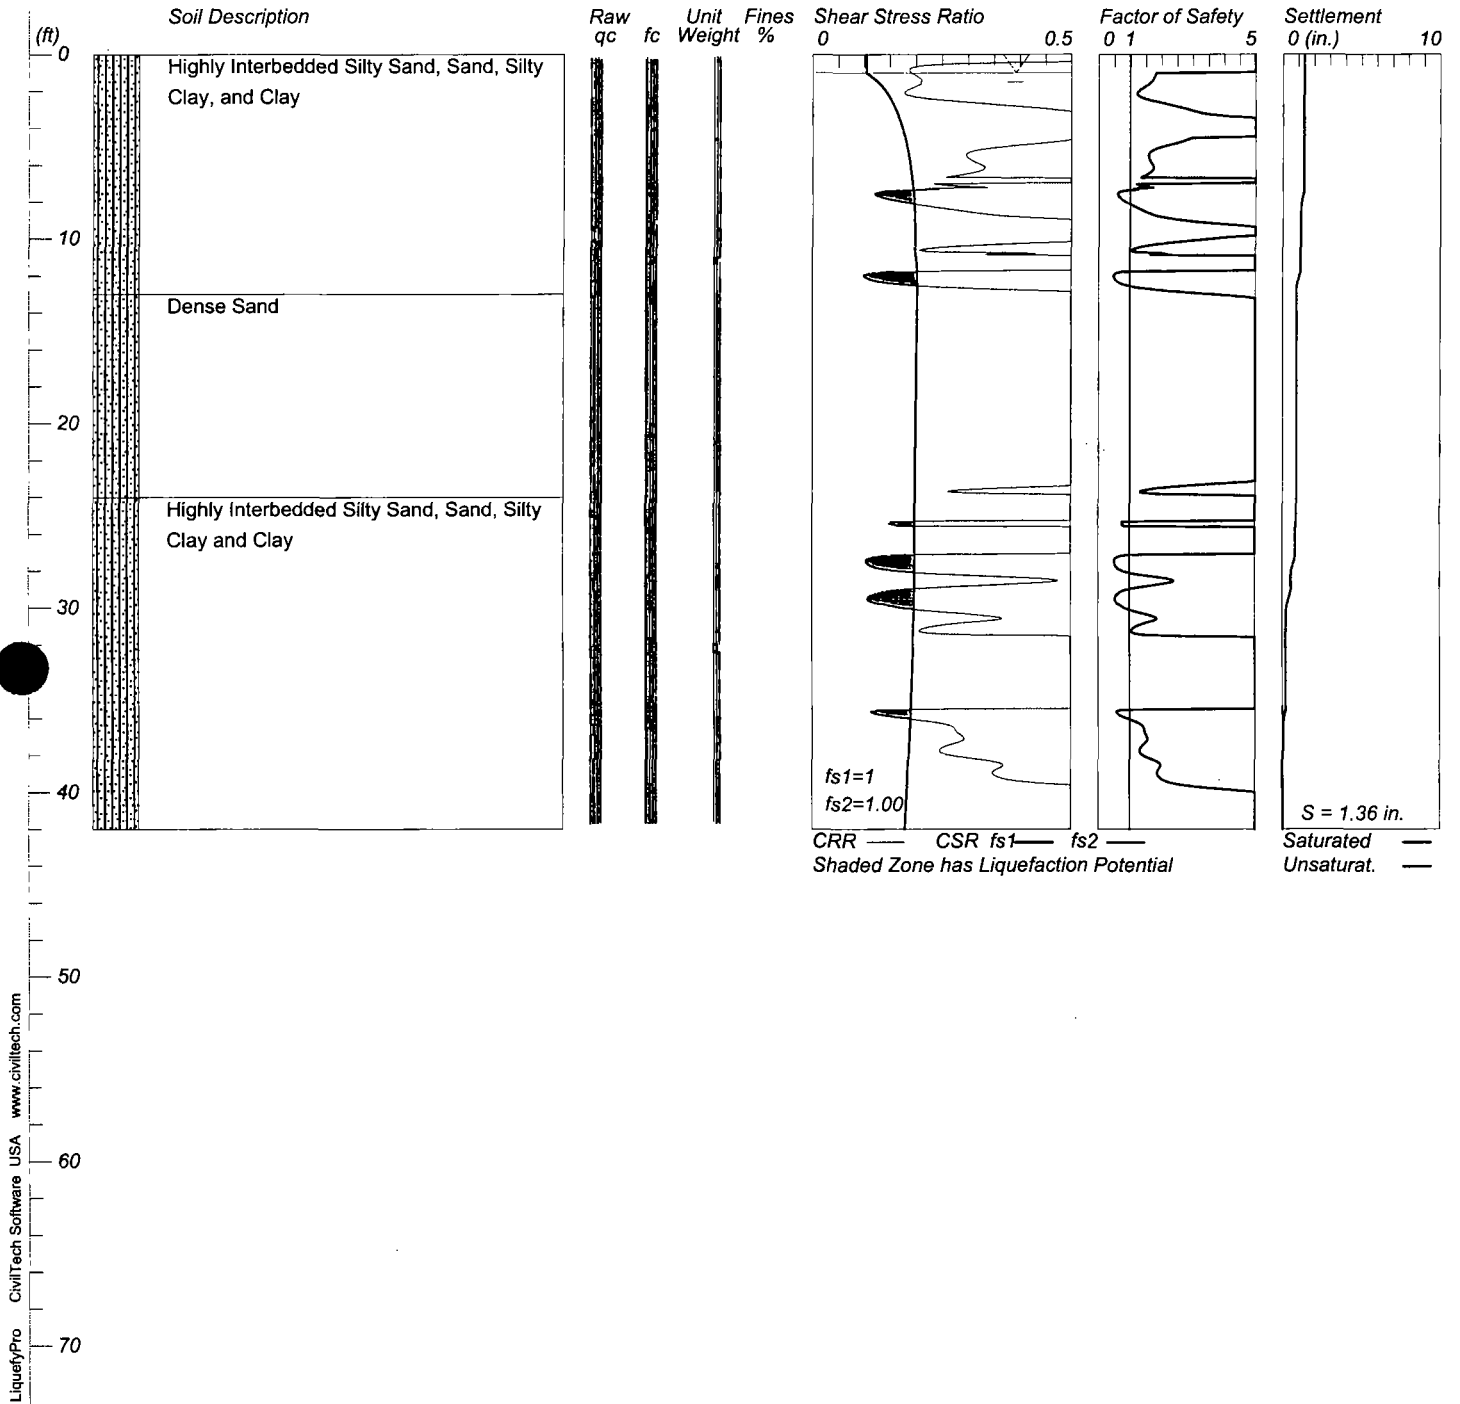 Soil Description
Raw
Unit
Fines
Shear Stress Ratio
Factor of Safety
Settlement
(ft)
qc
fc
Weight
%
0
0.5
0 1
5
0 (in.)
10
0
Highly Interbedded Silty Sand, Sand, Silty
Clay, and Clay
10
Dense Sand
20
Highly Interbedded Silty Sand, Sand, Silty
Clay and Clay
30
40
fs1=1
fs2=1.00
S = 1.36 in.
CRR
CSR fs1
fs2
Saturated
Shaded Zone has Liquefaction Potential
Unsaturat.
50
60
70
LiquefyPro CivilTech Software USA www.civiltech.com